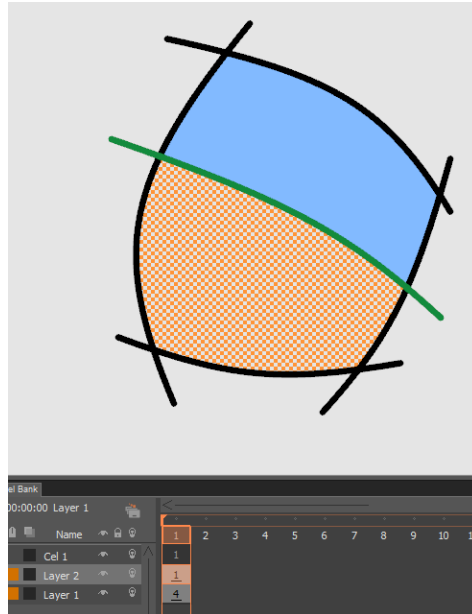 el Bank
00:00:00 Layer 1
Name 1 2 3 4 5 6 7 8 9 10 1
Cel 1 1
Layer 2 1
Layer 1 4